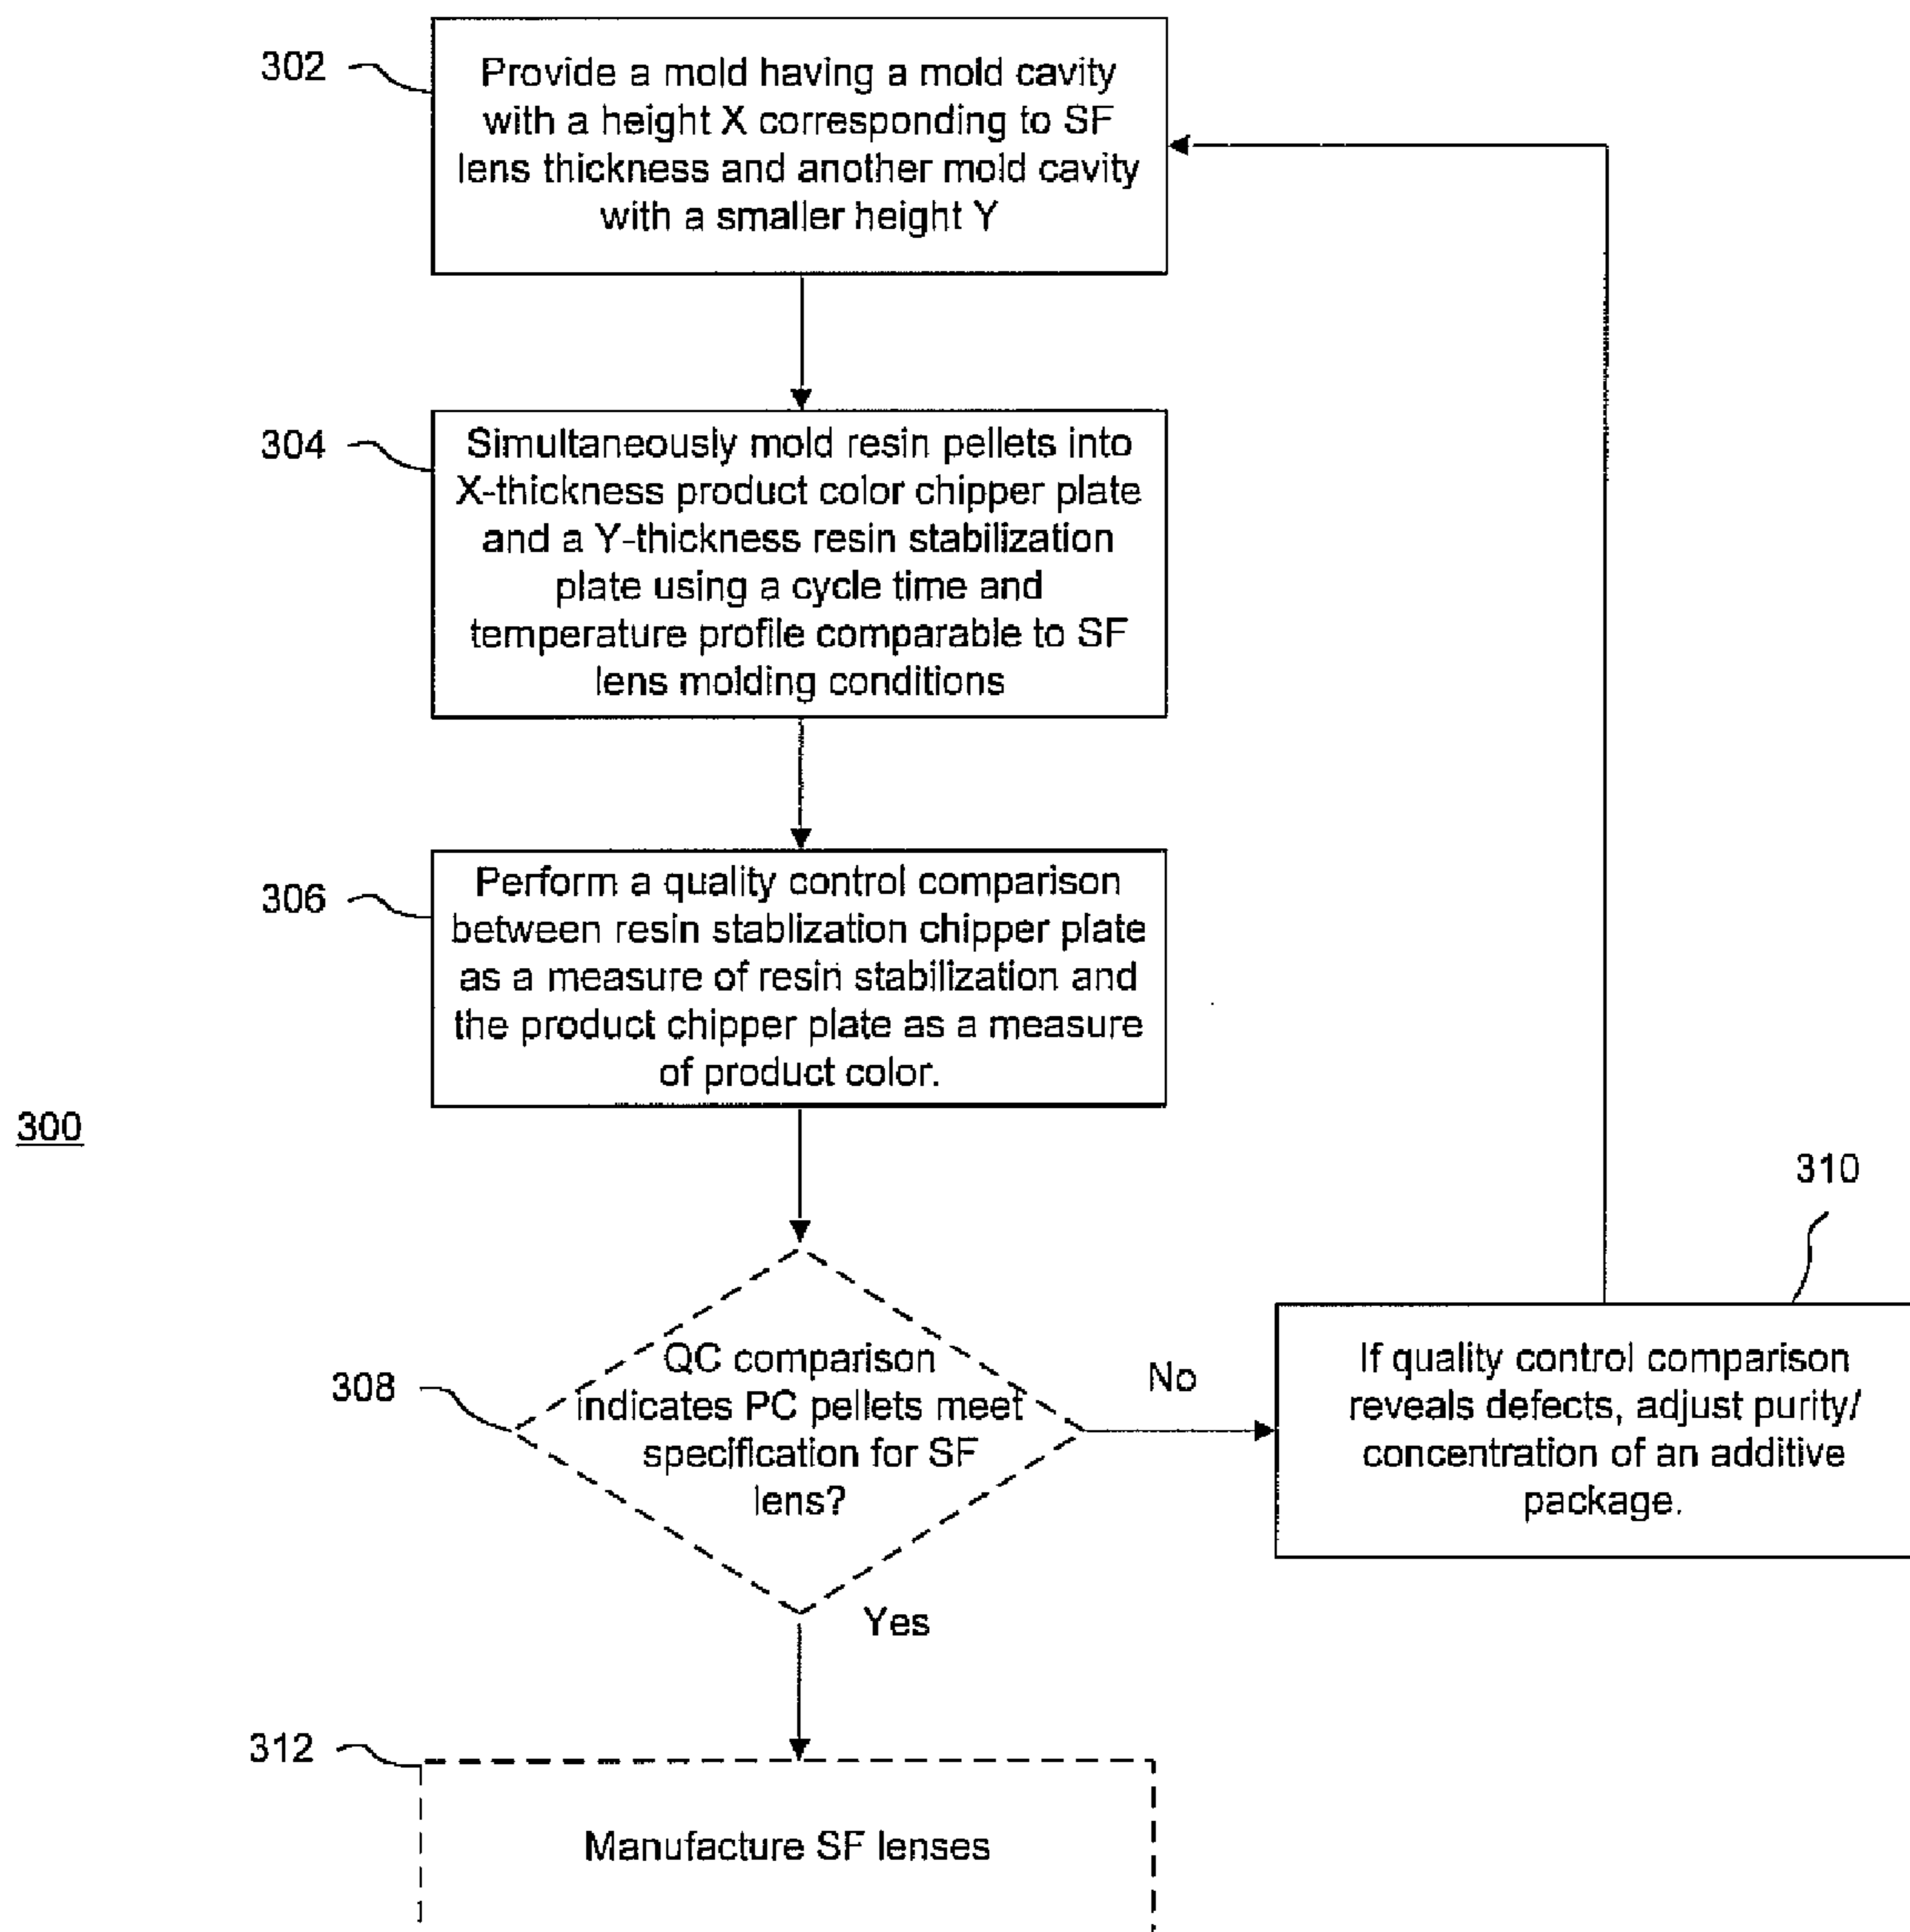 302
Provide a mold having a mold cavity
with a height X corresponding to SF
lens thickness and another mold cavity
with a smaller height Y
304
Simultaneously mold resin pellets into
X-thickness product color chipper plate
and a Y-thickness resin stabilization
plate using a cycle time and
temperature profile comparable to SF
lens molding conditions
306
Perform a quality control comparison
between resin stablization chipper plate
as a measure of resin stabilization and
the product chipper plate as a measure
of product color.
300
310
308
QC comparison
indicates PC pellets meet
specification for SF
lens?
No
If quality control comparison
reveals defects, adjust purity/
concentration of an additive
package.
Yes
312
Manufacture SF lenses